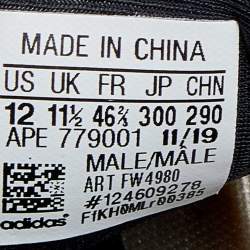 MADE IN CHINA
US UK FR JP CHN
12 11½ 46⅔ 300 290
APE 779001 11/19
MALE/MÂLE
ART FW4980
#124609278
F1KH0MLr00385
adidas